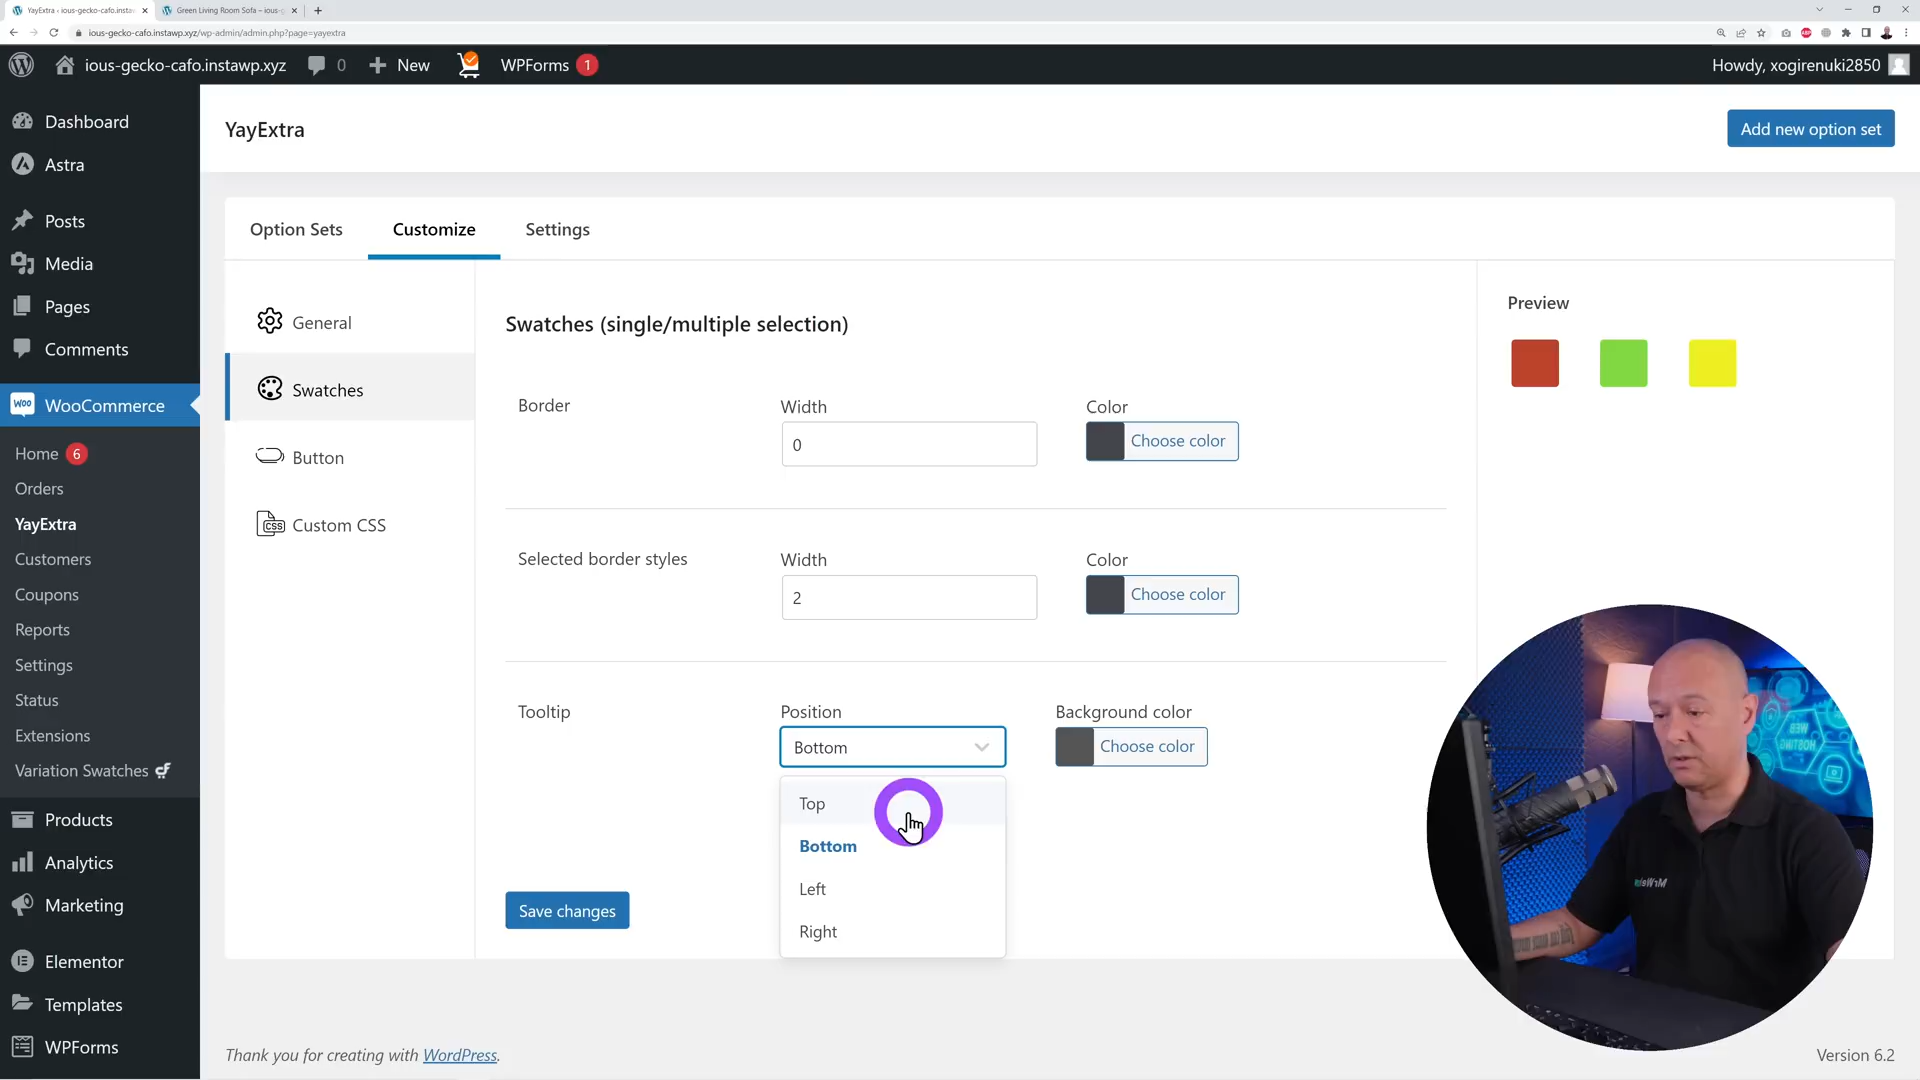 YayExtra ‹ ious-gecko-cafo.insta
Green Living Room Sofa – ious-g
ious-gecko-cafo.instawp.xyz/wp-admin/admin.php?page=yayextra
ious-gecko-cafo.instawp.xyz
0
New
WPForms 1
Howdy, xogirenuki2850
Dashboard
Astra
Posts
Media
Pages
Comments
WooCommerce
Home 6
Orders
YayExtra
Customers
Coupons
Reports
Settings
Status
Extensions
Variation Swatches
Products
Analytics
Marketing
Elementor
Templates
WPForms
YayExtra
Add new option set
Option Sets
Customize
Settings
General
Swatches
Button
Custom CSS
Swatches (single/multiple selection)
Border
Width
0
Color
Choose color
Selected border styles
Width
2
Color
Choose color
Tooltip
Position
Bottom
Background color
Choose color
Top
Bottom
Left
Right
Save changes
Preview
WEB
HOSTING
MrWeb
Thank you for creating with WordPress.
Version 6.2